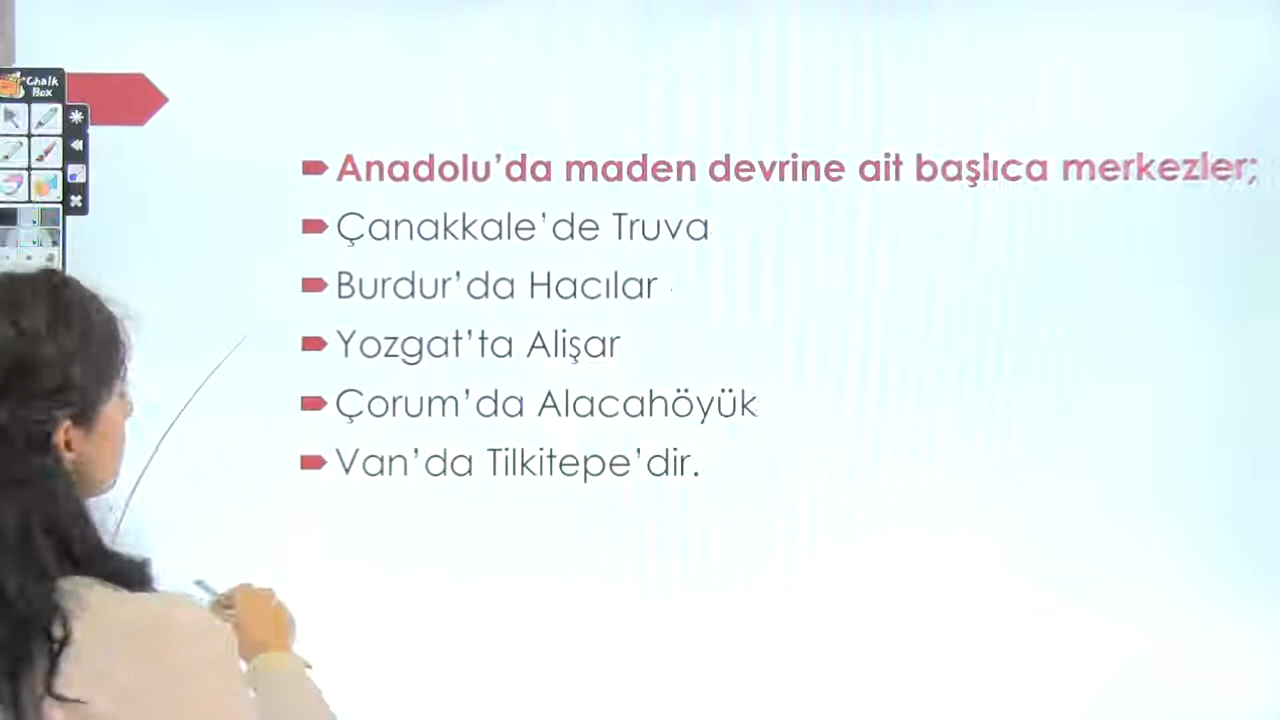 Chalk
Box
Anadolu'da maden devrine ait başlıca merkezler;
Çanakkale'de Truva
Burdur'da Hacılar
Yozgat'ta Alişar
Çorum'da Alacahöyük
Van'da Tilkitepe'dir.